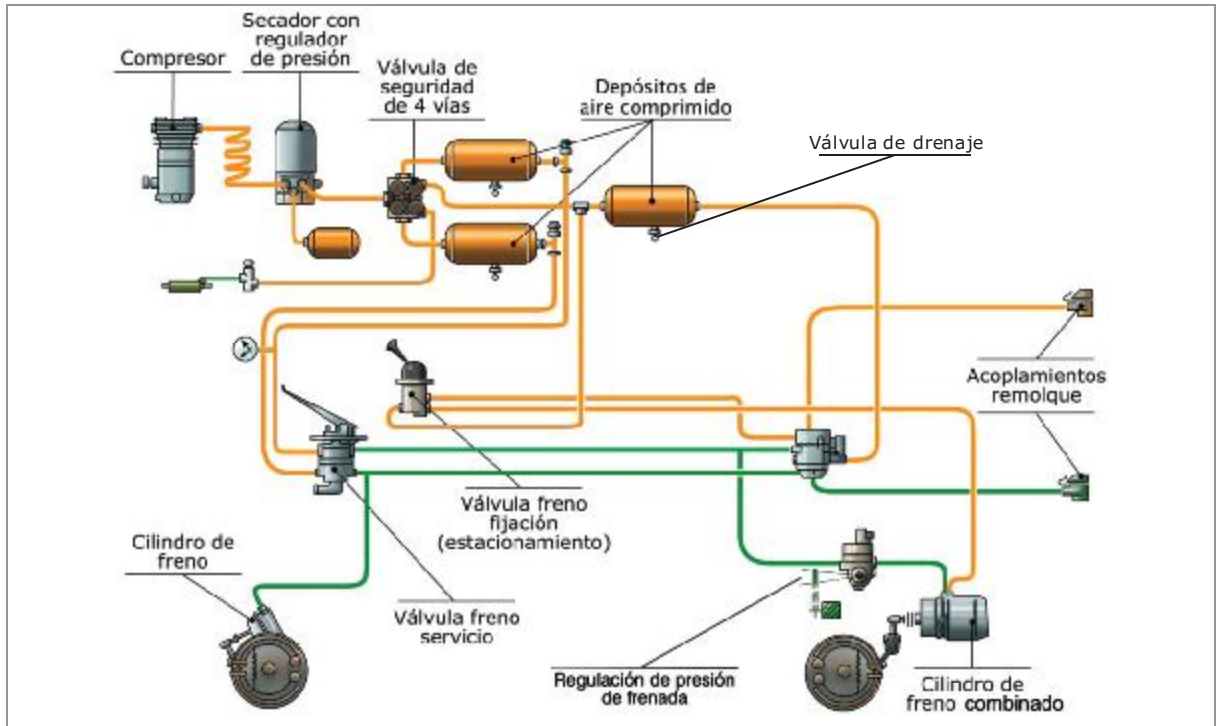 Compresor
Secador con
regulador
de presión
Válvula de
seguridad
de 4 vías
Depósitos de
aire comprimido
Válvula de drenaje
Acoplamientos
remolque
Válvula freno
fijación
(estacionamiento)
Cilindro de
freno
Válvula freno
servicio
Regulación de presión
de frenada
Cilindro de
freno combinado